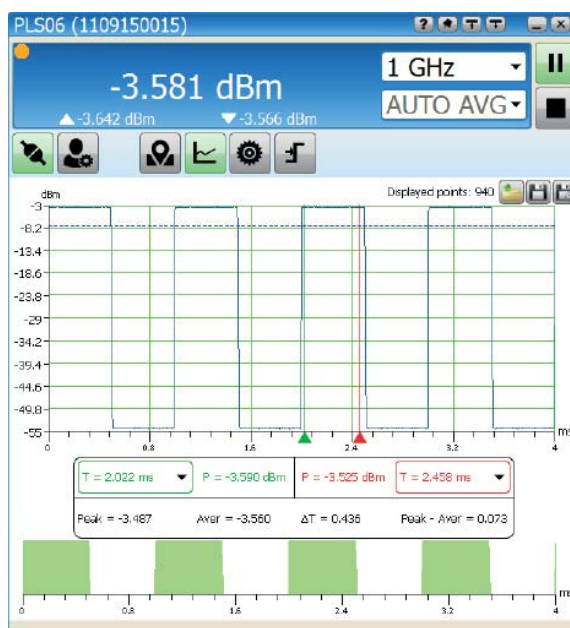 PLS06 (1109150015)
-3.581 dBm
1 GHz
-3.642 dBm -3.566 dBm
AUTO AVG
dBm
Displayed points: 940
-3
-8.2
-13.4
-18.6
-23.8
-29
-34.2
-39.4
-44.6
-49.8
-55
ms
0 0.8 1.6 2.4 3.2 4
T = 2.022 ms P = -3.590 dBm P = -3.525 dBm T = 2.458 ms
Peak = -3.487 Aver = -3.560 ΔT = 0.436 Peak - Aver = 0.073
ms
0 0.8 1.6 2.4 3.2 4